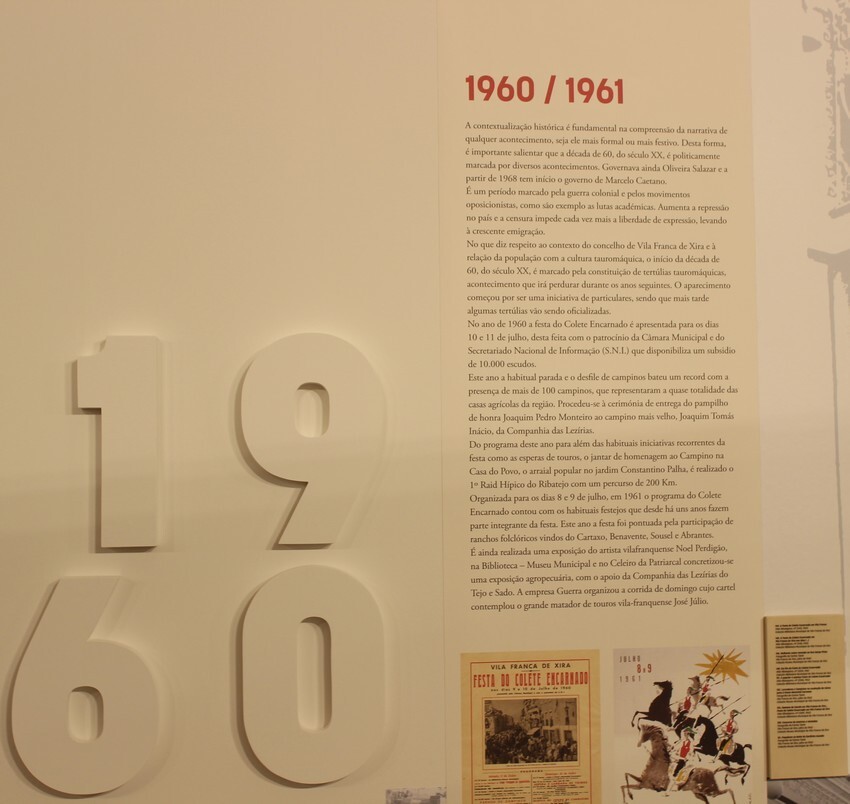 1960 / 1961
A contextualização histórica é fundamental na compreensão da narrativa de
qualquer acontecimento, seja ele mais formal ou mais festivo. Desta forma,
é importante salientar que a década de 60, do século XX, é politicamente
marcada por diversos acontecimentos. Governava ainda Oliveira Salazar e a
partir de 1968 tem início o governo de Marcelo Caetano.
É um período marcado pela guerra colonial e pelos movimentos
oposicionistas, como são exemplo as lutas académicas. Aumenta a repressão
no país e a censura impede cada vez mais a liberdade de expressão, levando
à crescente emigração.
No que diz respeito ao contexto do concelho de Vila Franca de Xira e à
relação da população com a cultura tauromáquica, o início da década de
60, do século XX, é marcado pela constituição de tertúlias tauromáquicas,
acontecimento que irá perdurar durante os anos seguintes. O aparecimento
começou por ser uma iniciativa de particulares, sendo que mais tarde
algumas tertúlias vão sendo oficializadas.
No ano de 1960 a festa do Colete Encarnado é apresentada para os dias
10 e 11 de julho, desta feita com o patrocínio da Câmara Municipal e do
Secretariado Nacional de Informação (S.N.I.) que disponibiliza um subsídio
de 10.000 escudos.
Este ano a habitual parada e o desfile de campinos bateu um record com a
presença de mais de 100 campinos, que representaram a quase totalidade das
casas agrícolas da região. Procedeu-se à cerimónia de entrega do pampilho
de honra Joaquim Pedro Monteiro ao campino mais velho, Joaquim Tomás
Inácio, da Companhia das Lezírias.
Do programa deste ano para além das habituais iniciativas recorrentes da
festa como as esperas de touros, o jantar de homenagem ao Campino na
Casa do Povo, o arraial popular no jardim Constantino Palha, é realizado o
1º Raid Hípico do Ribatejo com um percurso de 200 Km.
Organizada para os dias 8 e 9 de julho, em 1961 o programa do Colete
Encarnado contou com os habituais festejos que desde há uns anos fazem
parte integrante da festa. Este ano a festa foi pontuada pela participação de
ranchos folclóricos vindos do Cartaxo, Benavente, Sousel e Abrantes.
É ainda realizada uma exposição do artista vilafranquense Noel Perdigão,
na Biblioteca – Museu Municipal e no Celeiro da Patriarcal concretizou-se
uma exposição agropecuária, com o apoio da Companhia das Lezírias do
Tejo e Sado. A empresa Guerra organizou a corrida de domingo cujo cartel
contemplou o grande matador de touros vila-franquense José Júlio.
19
60
VILA FRANCA DE XIRA
FESTA DO COLETE ENCARNADO
JULHO
8 e 9
1961